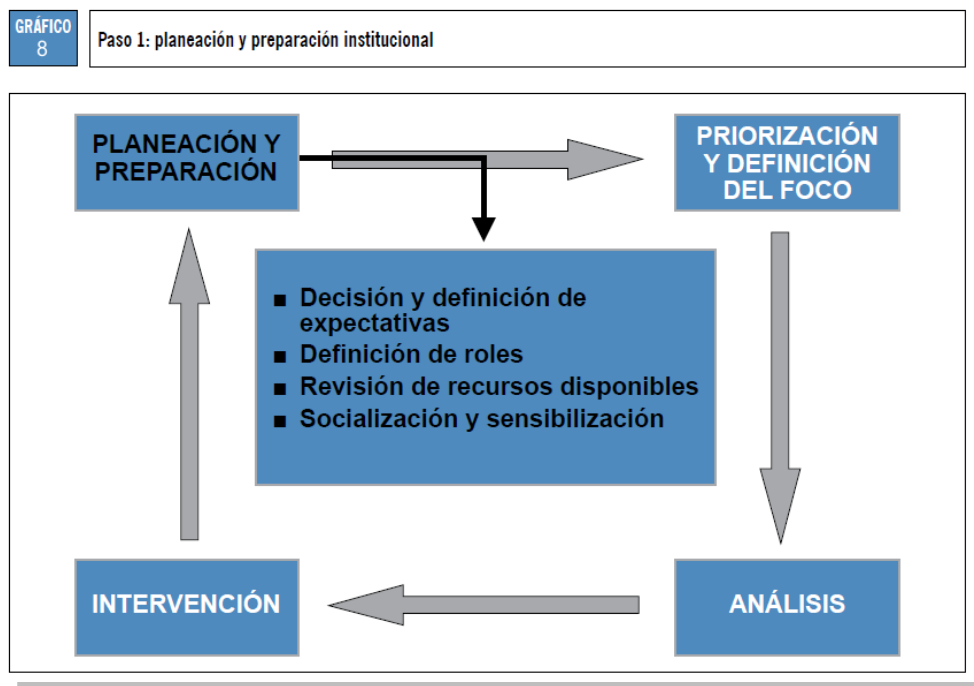 GRÁFICO
8
Paso 1: planeación y preparación institucional
PLANEACIÓN Y
PREPARACIÓN
PRIORIZACIÓN
Y DEFINICIÓN
DEL FOCO
■ Decisión y definición de
expectativas
■ Definición de roles
■ Revisión de recursos disponibles
■ Socialización y sensibilización
INTERVENCIÓN
ANÁLISIS